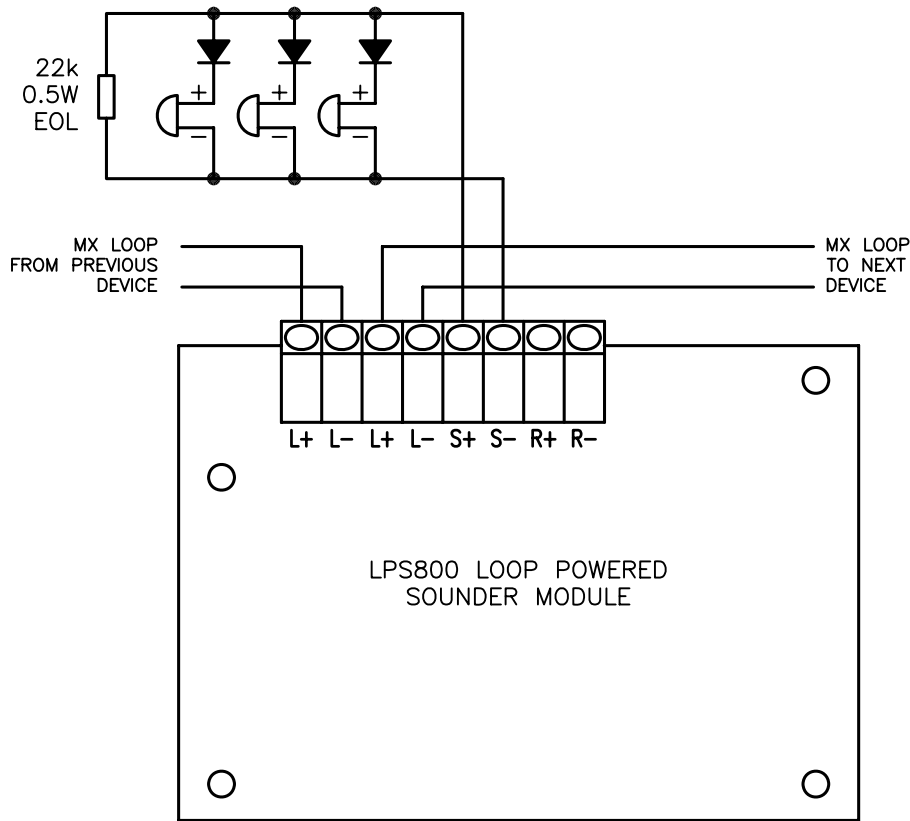 22k
0.5W
EOL
+ + +
− − −
MX LOOP
FROM PREVIOUS
DEVICE
MX LOOP
TO NEXT
DEVICE
L+ L− L+ L− S+ S− R+ R−
LPS800 LOOP POWERED
SOUNDER MODULE